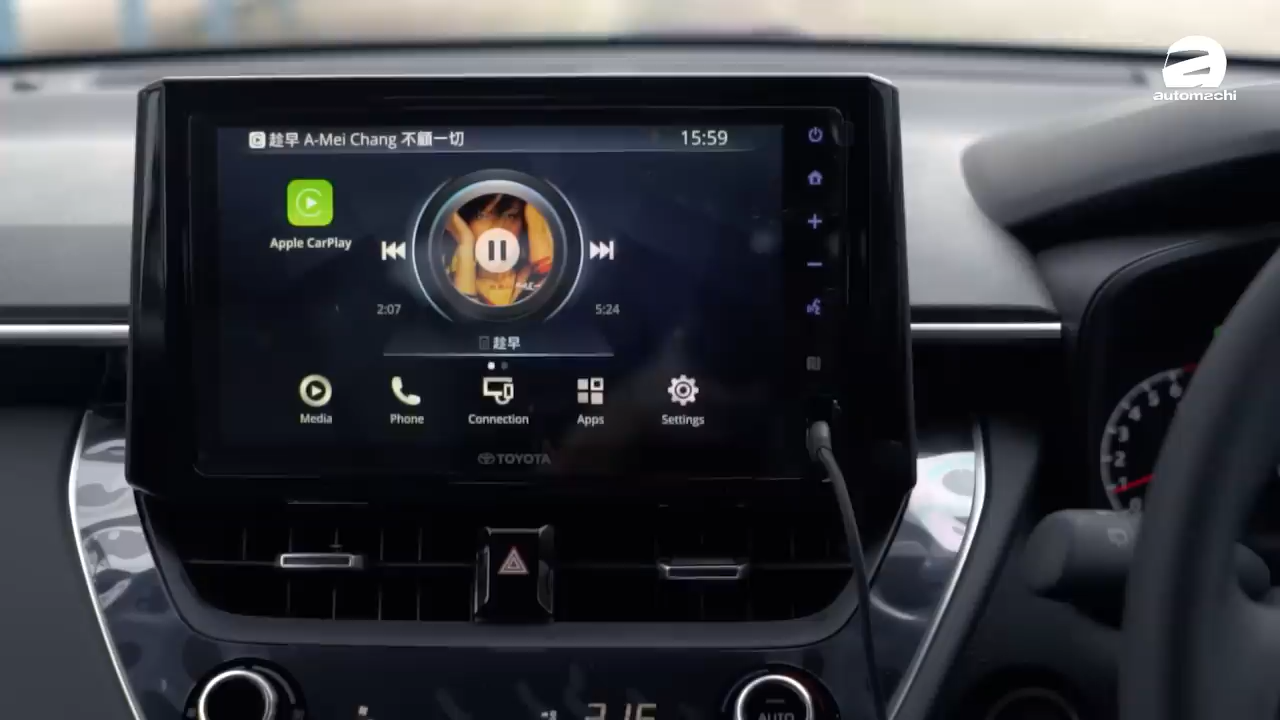 automachi
趁早 A-Mei Chang 不顧一切
15:59
Apple CarPlay
2:07
5:24
趁早
Media
Phone
Connection
Apps
Settings
TOYOTA
AUTO